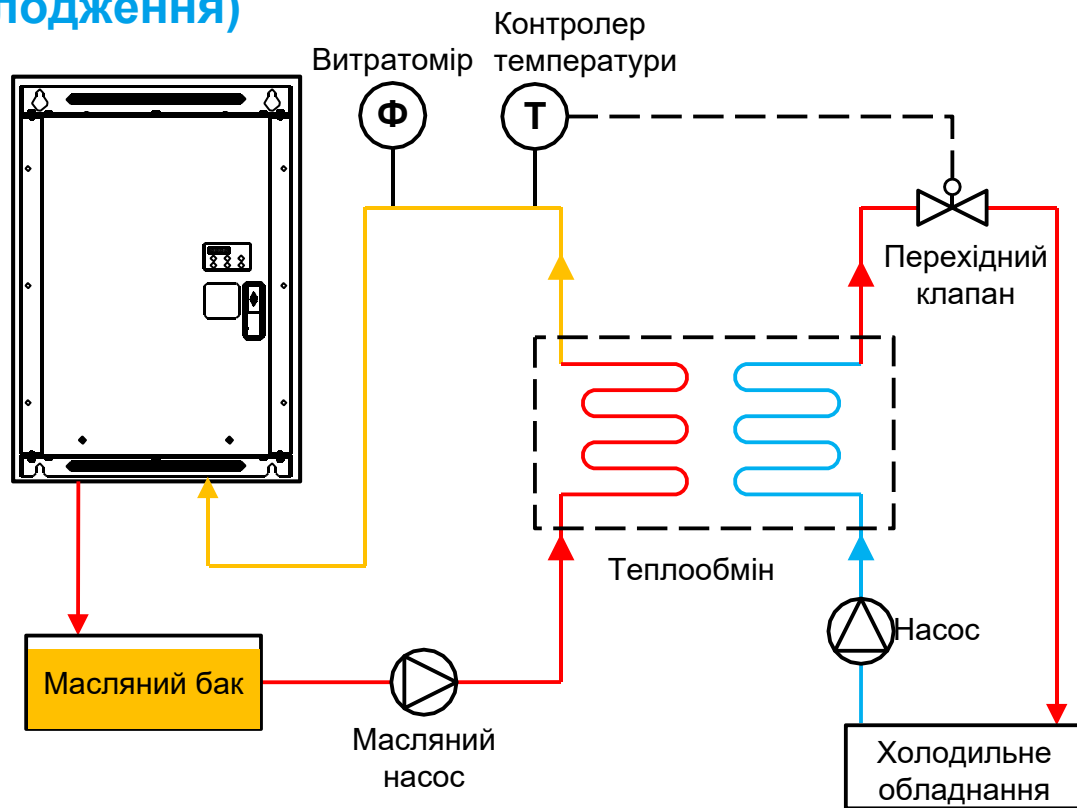 лодження)
Контролер
температури
Витратомір
Ф
Т
Перехідний
клапан
Теплообмін
Насос
Масляний бак
Масляний
насос
Холодильне
обладнання